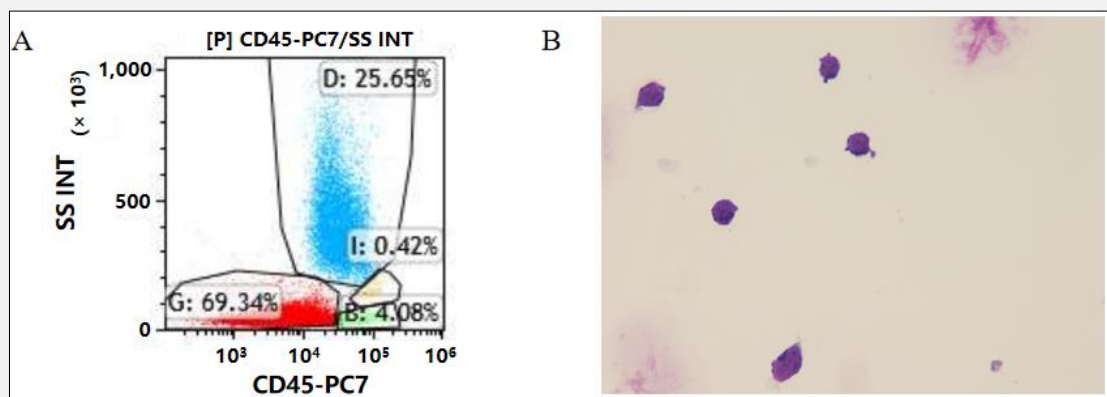 A
[P] CD45-PC7/SS INT
B
1,000
D: 25.65%
(× 10³)
SS INT
500
I: 0.42%
G: 69.34%
B: 4.08%
0
10³ 10⁴ 10⁵ 10⁶
CD45-PC7